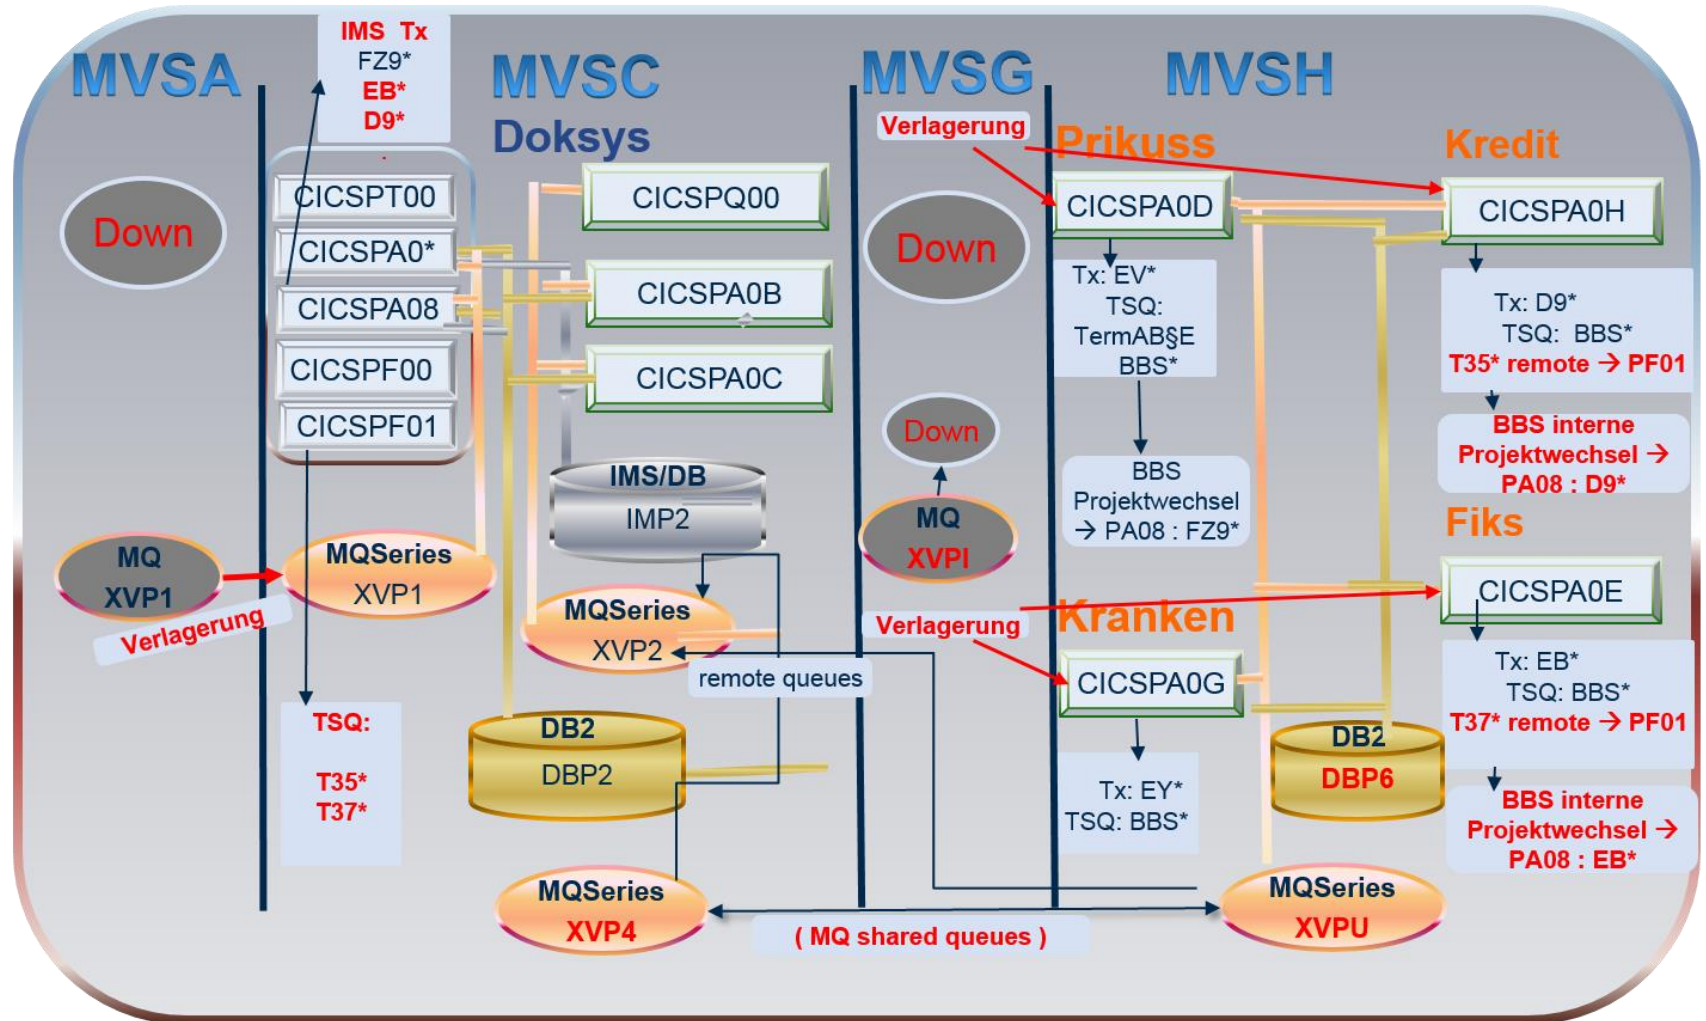 MVSA
IMS Tx
FZ9*
EB*
D9*
MVSC
Doksys
MVSG
MVSH
Verlagerung
Prikuss
Kredit
Down
CICSPT00
CICSPA0*
CICSPA08
CICSPF00
CICSPF01
CICSPQ00
CICSPA0B
CICSPA0C
IMS/DB
IMP2
MQ
XVP1
Verlagerung
MQSeries
XVP1
MQSeries
XVP2
remote queues
TSQ:
T35*
T37*
DB2
DBP2
MQSeries
XVP4
( MQ shared queues )
Down
Down
MQ
XVPI
Verlagerung
CICSPA0D
Tx: EV*
TSQ:
TermAB§E
BBS*
BBS
Projektwechsel
→ PA08 : FZ9*
Kranken
CICSPA0G
Tx: EY*
TSQ: BBS*
CICSPA0H
Tx: D9*
TSQ: BBS*
T35* remote → PF01
BBS interne
Projektwechsel →
PA08 : D9*
Fiks
CICSPA0E
Tx: EB*
TSQ: BBS*
T37* remote → PF01
BBS interne
Projektwechsel →
PA08 : EB*
DB2
DBP6
MQSeries
XVPU